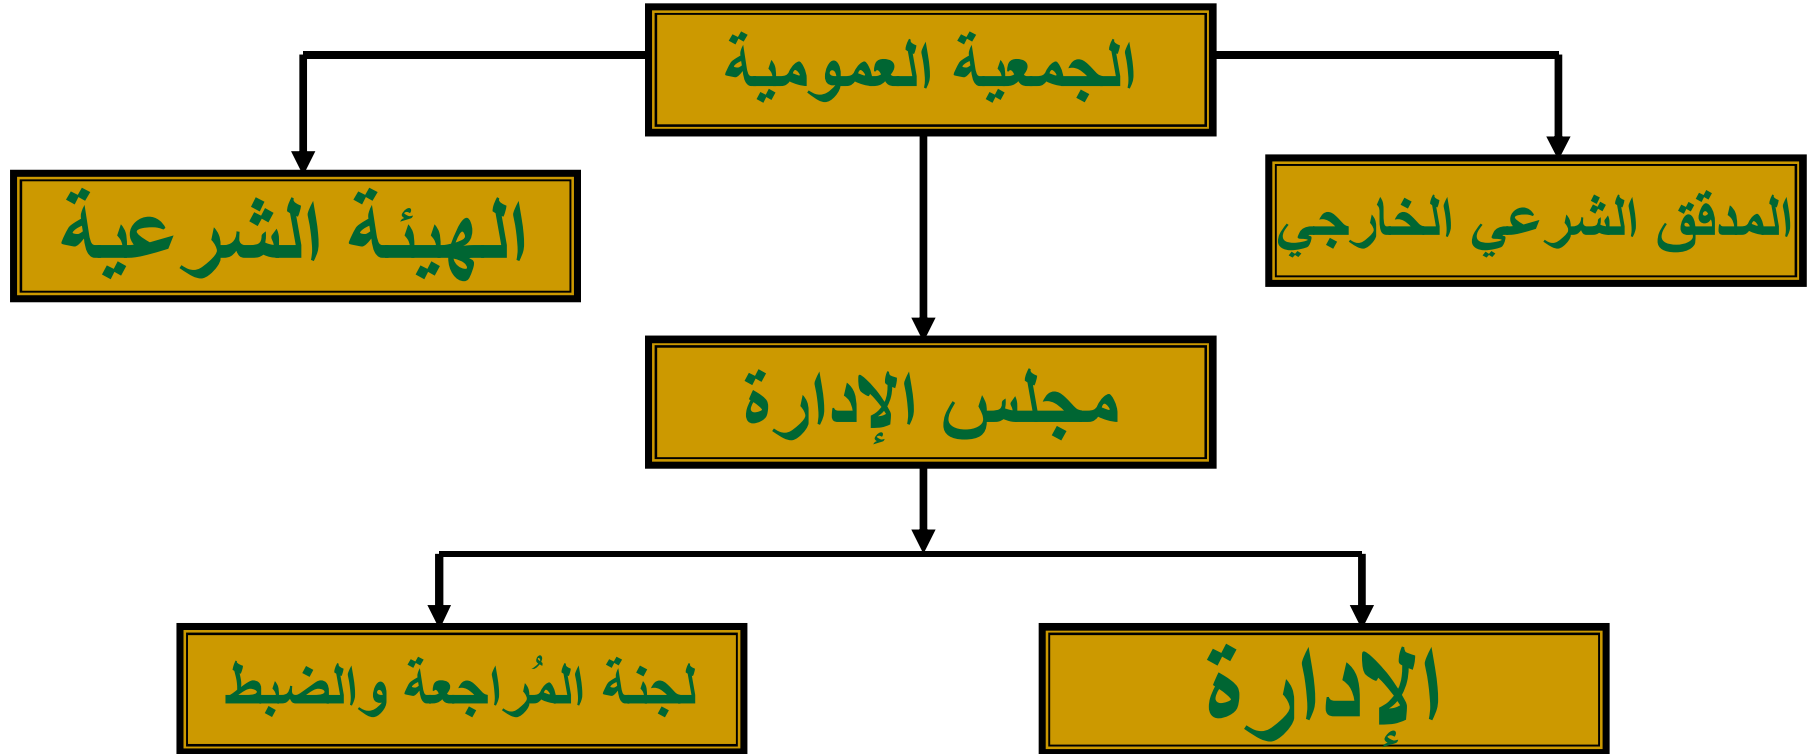 الجمعية العمومية
المدقق الشرعي الخارجي
الهيئة الشرعية
مجلس الإدارة
الإدارة
لجنة المُراجعة والضبط